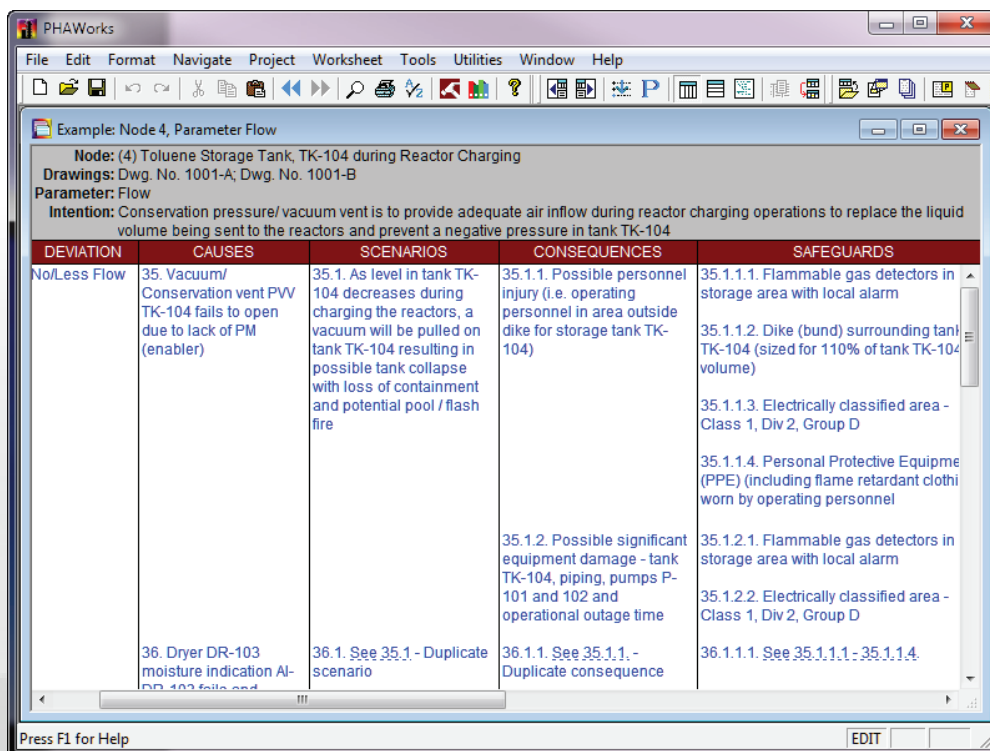 PHAWorks
File Edit Format Navigate Project Worksheet Tools Utilities Window Help
Example: Node 4, Parameter Flow
Node: (4) Toluene Storage Tank, TK-104 during Reactor Charging
Drawings: Dwg. No. 1001-A; Dwg. No. 1001-B
Parameter: Flow
Intention: Conservation pressure/ vacuum vent is to provide adequate air inflow during reactor charging operations to replace the liquid
volume being sent to the reactors and prevent a negative pressure in tank TK-104
DEVIATION CAUSES SCENARIOS CONSEQUENCES SAFEGUARDS
No/Less Flow
35. Vacuum/
Conservation vent PVV
TK-104 fails to open
due to lack of PM
(enabler)
35.1. As level in tank TK-
104 decreases during
charging the reactors, a
vacuum will be pulled on
tank TK-104 resulting in
possible tank collapse
with loss of containment
and potential pool / flash
fire
35.1.1. Possible personnel
injury (i.e. operating
personnel in area outside
dike for storage tank TK-
104)
35.1.1.1. Flammable gas detectors in
storage area with local alarm
35.1.1.2. Dike (bund) surrounding tank
TK-104 (sized for 110% of tank TK-104
volume)
35.1.1.3. Electrically classified area -
Class 1, Div 2, Group D
35.1.1.4. Personal Protective Equipme
(PPE) (including flame retardant clothi
worn by operating personnel
35.1.2. Possible significant
equipment damage - tank
TK-104, piping, pumps P-
101 and 102 and
operational outage time
35.1.2.1. Flammable gas detectors in
storage area with local alarm
35.1.2.2. Electrically classified area -
Class 1, Div 2, Group D
36. Dryer DR-103
moisture indication AI-
36.1. See 35.1 - Duplicate
scenario
36.1.1. See 35.1.1. -
Duplicate consequence
36.1.1.1. See 35.1.1.1 - 35.1.1.4.
Press F1 for Help
EDIT